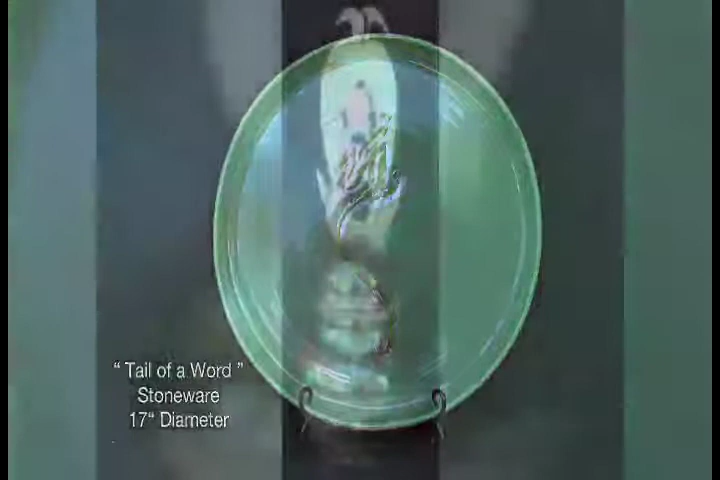 “ Tail of a Word ”
Stoneware
17“ Diameter